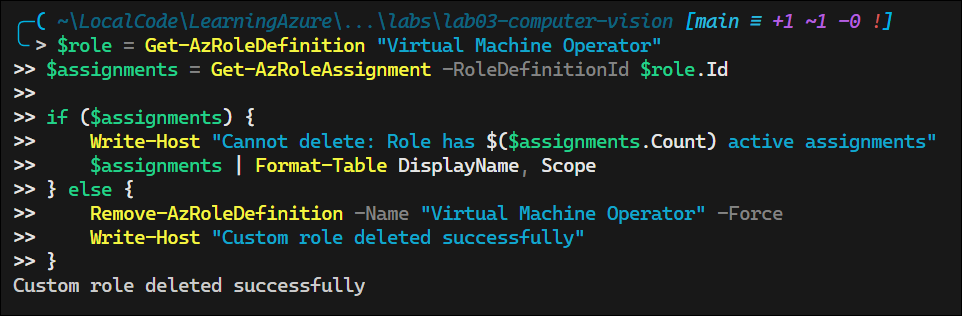 ( ~\LocalCode\LearningAzure\...\labs\lab03-computer-vision [main ≡ +1 ~1 -0 !]
> $role = Get-AzRoleDefinition "Virtual Machine Operator"
>> $assignments = Get-AzRoleAssignment -RoleDefinitionId $role.Id
>>
>> if ($assignments) {
>>     Write-Host "Cannot delete: Role has $($assignments.Count) active assignments"
>>     $assignments | Format-Table DisplayName, Scope
>> } else {
>>     Remove-AzRoleDefinition -Name "Virtual Machine Operator" -Force
>>     Write-Host "Custom role deleted successfully"
>> }
Custom role deleted successfully